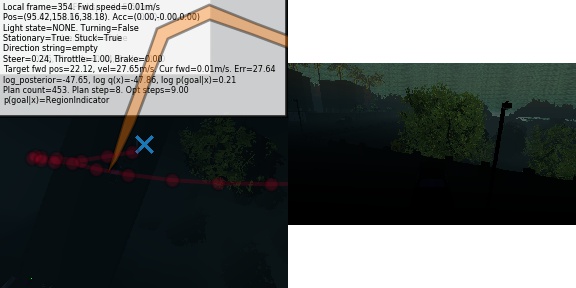 Local frame=354. Fwd speed=0.01m/s
Pos=(95.42,158.16,38.18). Acc=(0.00,-0.00,0.00)
Light state=NONE. Turning=False
Stationary=True. Stuck=True
Direction string=empty
Steer=0.24, Throttle=1.00, Brake=0.00
Target fwd pos=22.12, vel=27.65m/s. Cur fwd=0.01m/s. Err=27.64
log_posterior=-47.65, log q(x)=-47.86, log p(goal|x)=0.21
Plan count=453. Plan step=8. Opt steps=9.00
p(goal|x)=RegionIndicator